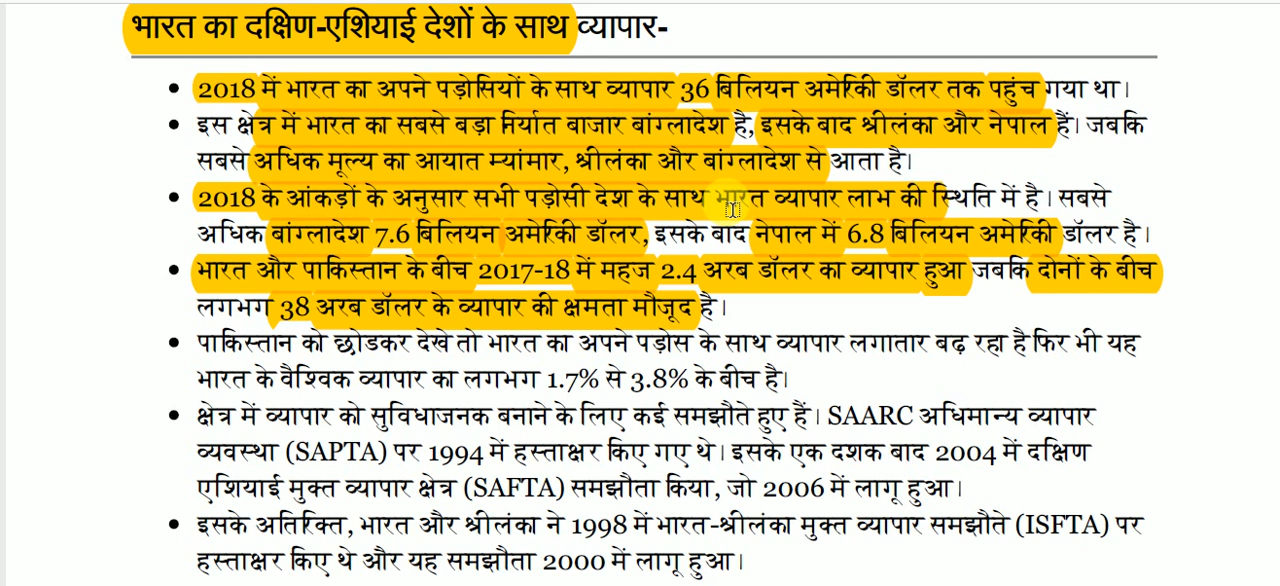 भारत का दक्षिण-एशियाई देशों के साथ व्यापार-
• 2018 में भारत का अपने पड़ोसियों के साथ व्यापार 36 बिलियन अमेरिकी डॉलर तक पहुंच गया था।
• इस क्षेत्र में भारत का सबसे बड़ा निर्यात बाजार बांग्लादेश है, इसके बाद श्रीलंका और नेपाल हैं। जबकि
सबसे अधिक मूल्य का आयात म्यांमार, श्रीलंका और बांग्लादेश से आता है।
• 2018 के आंकड़ों के अनुसार सभी पड़ोसी देश के साथ भारत व्यापार लाभ की स्थिति में है। सबसे
अधिक बांग्लादेश 7.6 बिलियन अमेरिकी डॉलर, इसके बाद नेपाल में 6.8 बिलियन अमेरिकी डॉलर है।
• भारत और पाकिस्तान के बीच 2017-18 में महज 2.4 अरब डॉलर का व्यापार हुआ जबकि दोनों के बीच
लगभग 38 अरब डॉलर के व्यापार की क्षमता मौजूद है।
• पाकिस्तान को छोडकर देखे तो भारत का अपने पड़ोस के साथ व्यापार लगातार बढ़ रहा है फिर भी यह
भारत के वैश्विक व्यापार का लगभग 1.7% से 3.8% के बीच है।
• क्षेत्र में व्यापार को सुविधाजनक बनाने के लिए कई समझौते हुए हैं। SAARC अधिमान्य व्यापार
व्यवस्था (SAPTA) पर 1994 में हस्ताक्षर किए गए थे। इसके एक दशक बाद 2004 में दक्षिण
एशियाई मुक्त व्यापार क्षेत्र (SAFTA) समझौता किया, जो 2006 में लागू हुआ।
• इसके अतिरिक्त, भारत और श्रीलंका ने 1998 में भारत-श्रीलंका मुक्त व्यापार समझौते (ISFTA) पर
हस्ताक्षर किए थे और यह समझौता 2000 में लागू हुआ।